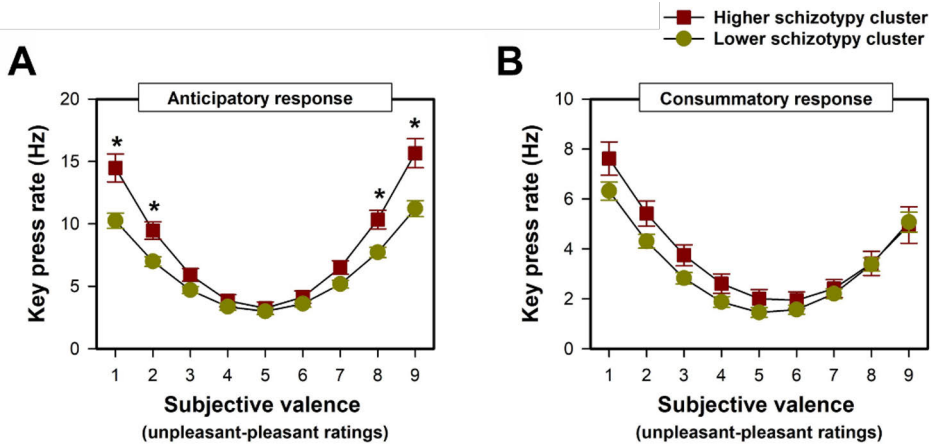 Higher schizotypy cluster
Lower schizotypy cluster
A
Anticipatory response
Key press rate (Hz)
20
15
10
5
0
* * * *
1 2 3 4 5 6 7 8 9
Subjective valence
(unpleasant-pleasant ratings)
B
Consummatory response
Key press rate (Hz)
10
8
6
4
2
0
1 2 3 4 5 6 7 8 9
Subjective valence
(unpleasant-pleasant ratings)